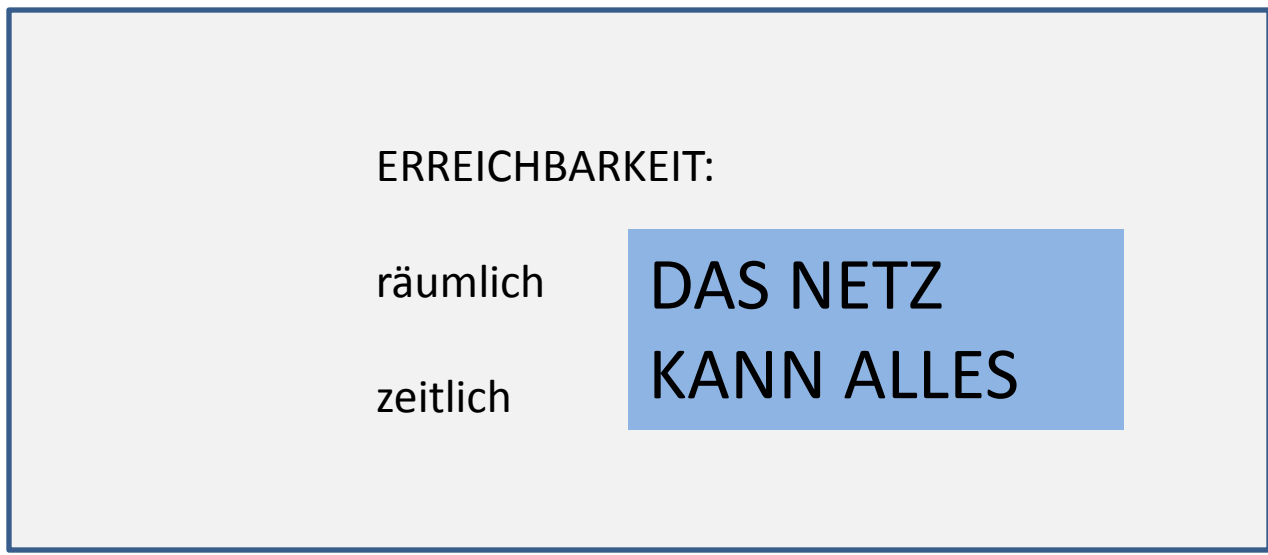 ERREICHBARKEIT:
räumlich
zeitlich
DAS NETZ
KANN ALLES